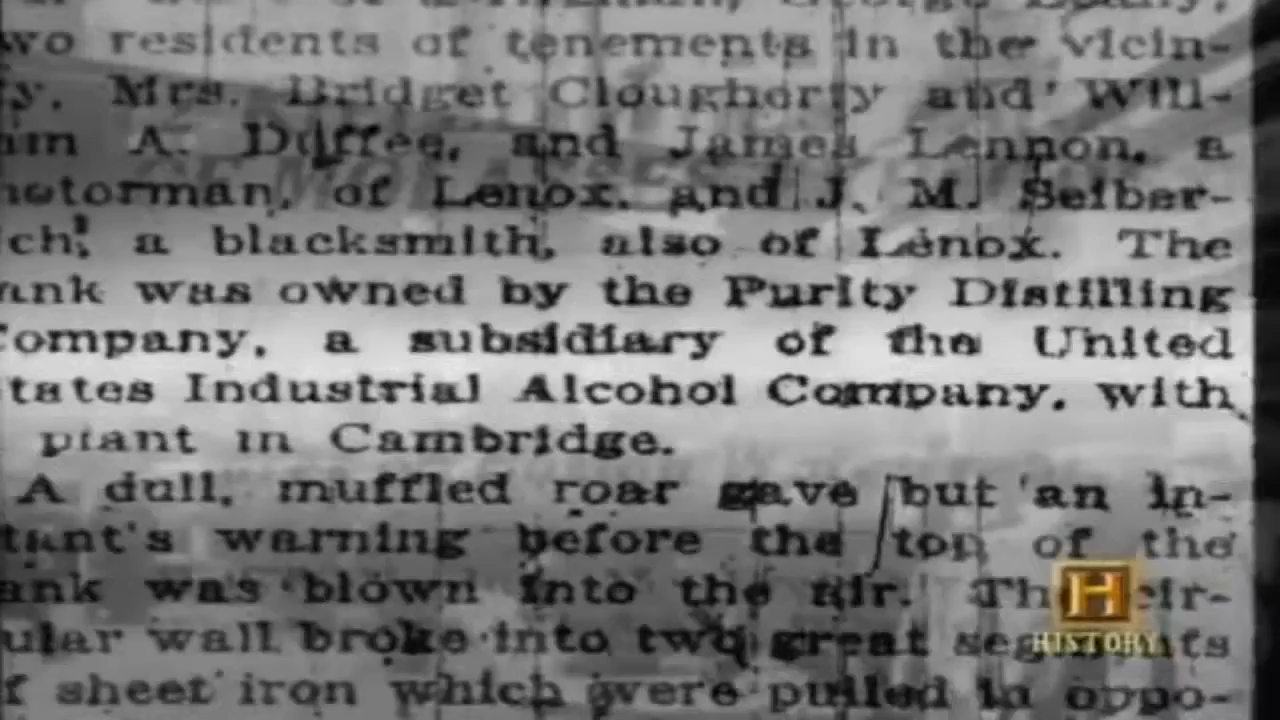 wo residents of tenements in the vicin-
y, Mrs. Bridget Clougherty and Will-
am A. Duffee, and James Lennon, a
otorman, of Lenox, and J. M. Seiber-
ch, a blacksmith, also of Lenox. The
ank was owned by the Purity Distilling
ompany, a subsidiary of the United
tates Industrial Alcohol Company, with
plant in Cambridge.
A dull, muffled roar gave but an in-
tant's warning before the top of the
ank was blown into the air. The cir-
ular wall broke into two great segments
f sheet iron which were pulled in oppo-
H
HISTORY